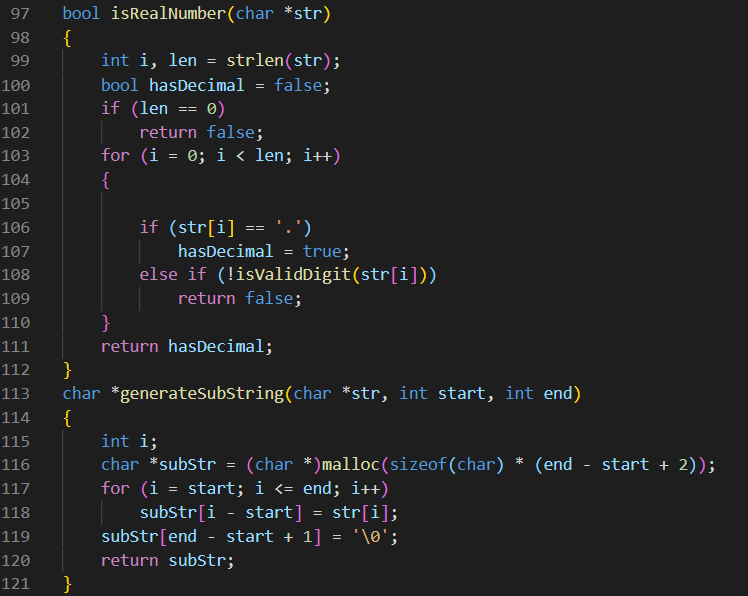 97 bool isRealNumber(char *str)
98 {
99     int i, len = strlen(str);
100     bool hasDecimal = false;
101     if (len == 0)
102         return false;
103     for (i = 0; i < len; i++)
104     {
105
106         if (str[i] == '.')
107             hasDecimal = true;
108         else if (!isValidDigit(str[i]))
109             return false;
110     }
111     return hasDecimal;
112 }
113 char *generateSubString(char *str, int start, int end)
114 {
115     int i;
116     char *subStr = (char *)malloc(sizeof(char) * (end - start + 2));
117     for (i = start; i <= end; i++)
118         subStr[i - start] = str[i];
119     subStr[end - start + 1] = '\0';
120     return subStr;
121 }